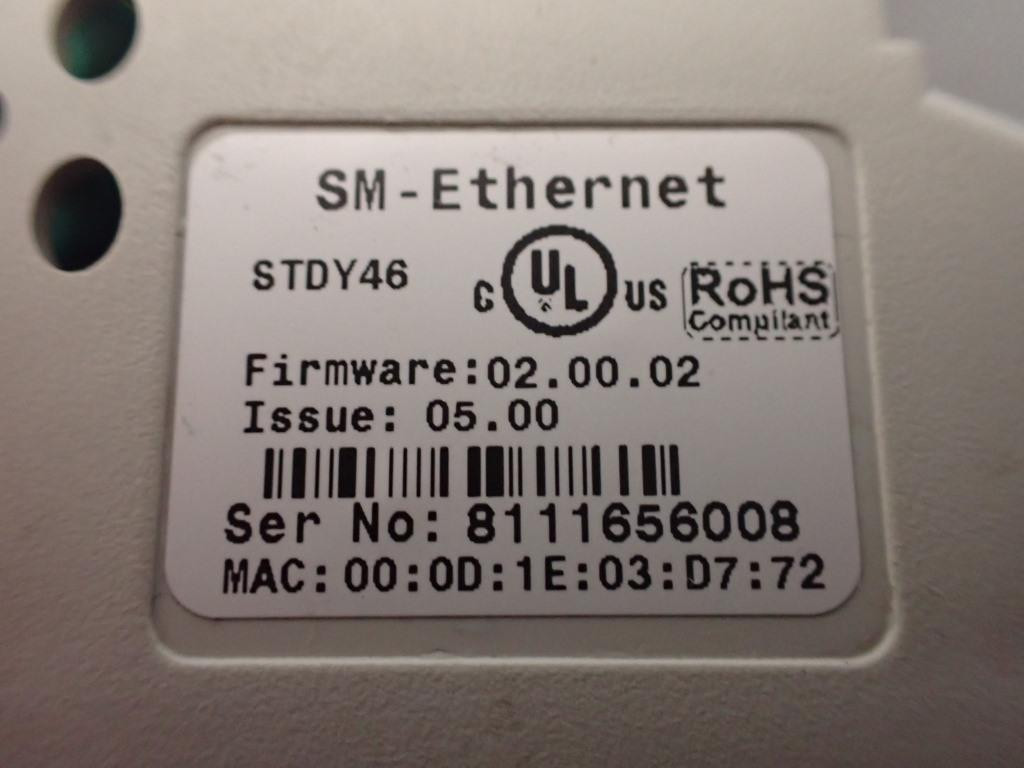 SM-Ethernet
STDY46
C UL US
RoHS
Compliant
Firmware:02.00.02
Issue: 05.00
Ser No: 8111656008
MAC:00:0D:1E:03:D7:72